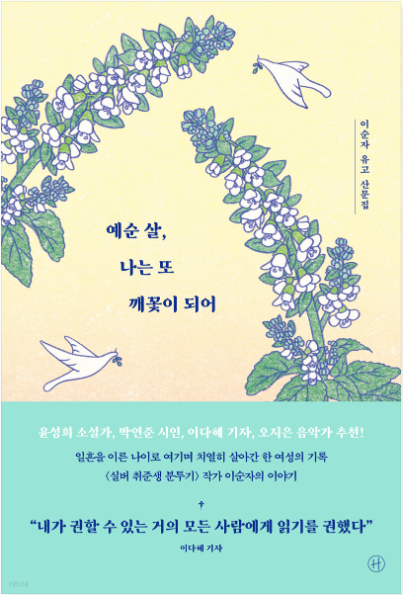 이순자 유고 산문집
예순 살,
나는 또
깨꽃이 되어
윤성희 소설가, 박연준 시인, 이다혜 기자, 오지은 음악가 추천!
일흔을 이른 나이로 여기며 치열히 살아간 한 여성의 기록
〈실버 취준생 분투기〉 작가 이순자의 이야기
“내가 권할 수 있는 거의 모든 사람에게 읽기를 권했다”
이다혜 기자
H